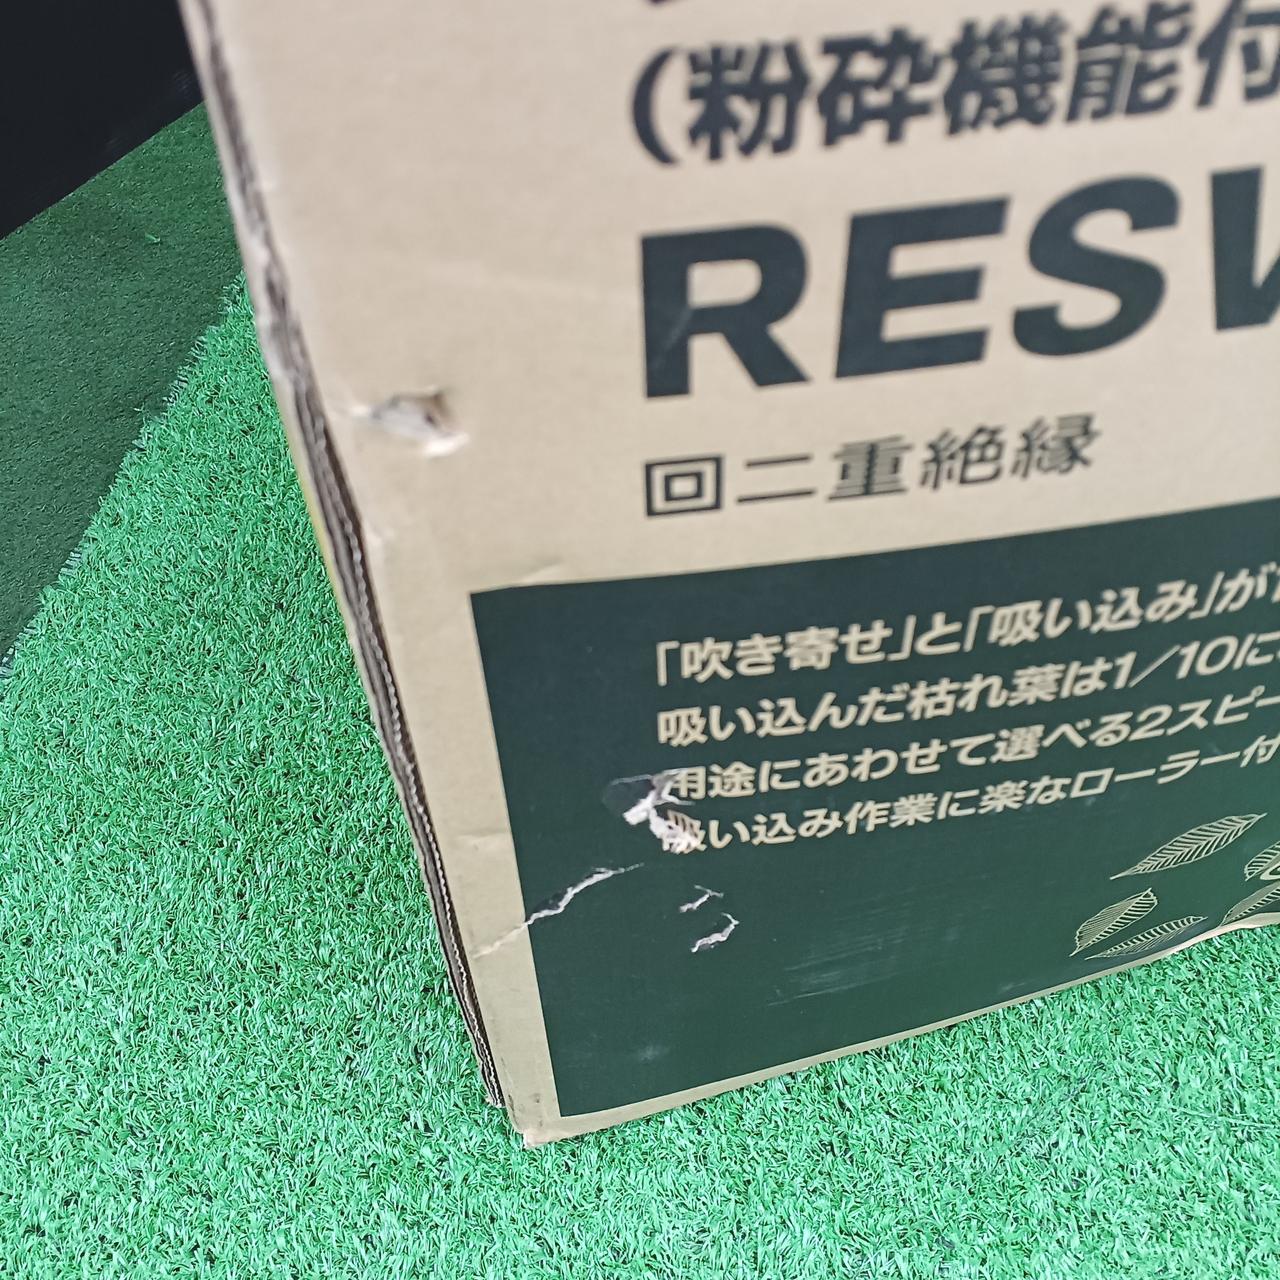 (粉砕機能付
RESV
回二重絶縁
「吹き寄せ」と「吸い込み」が
吸い込んだ枯れ葉は1/10に
用途にあわせて選べる2スピー
吸い込み作業に楽なローラー付